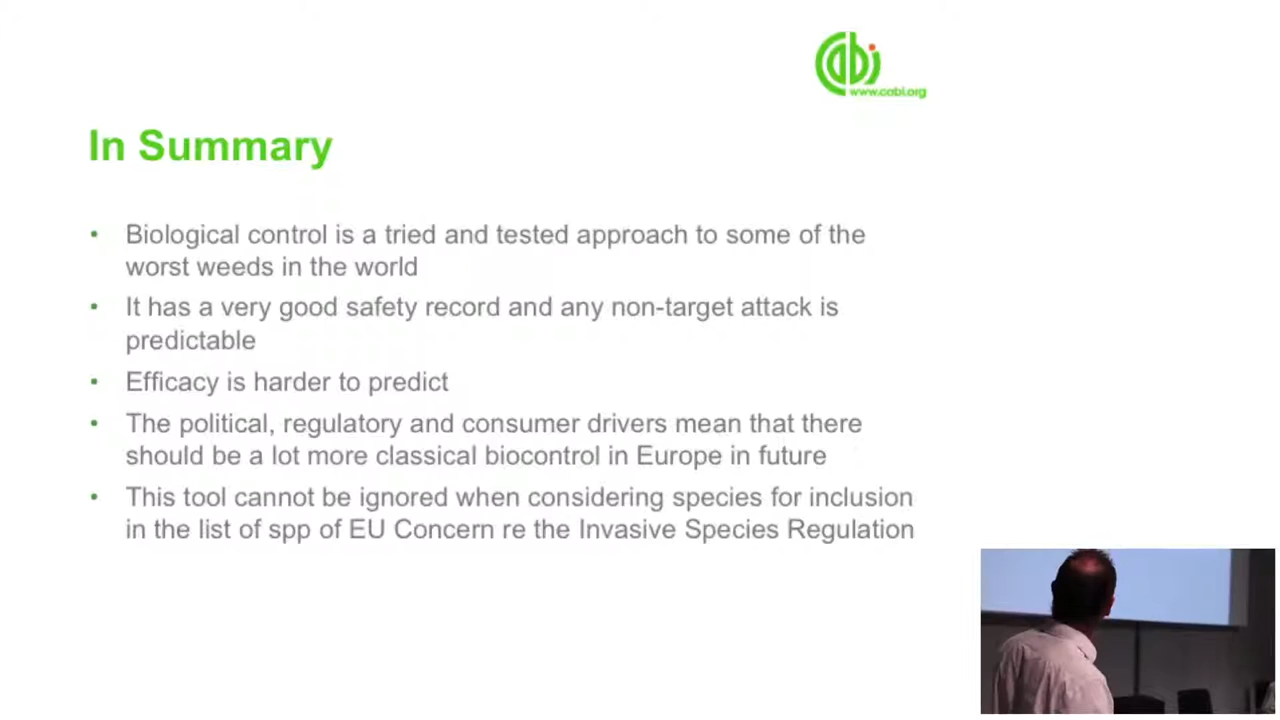 cabi
www.cabi.org
In Summary
• Biological control is a tried and tested approach to some of the
worst weeds in the world
• It has a very good safety record and any non-target attack is
predictable
• Efficacy is harder to predict
• The political, regulatory and consumer drivers mean that there
should be a lot more classical biocontrol in Europe in future
• This tool cannot be ignored when considering species for inclusion
in the list of spp of EU Concern re the Invasive Species Regulation